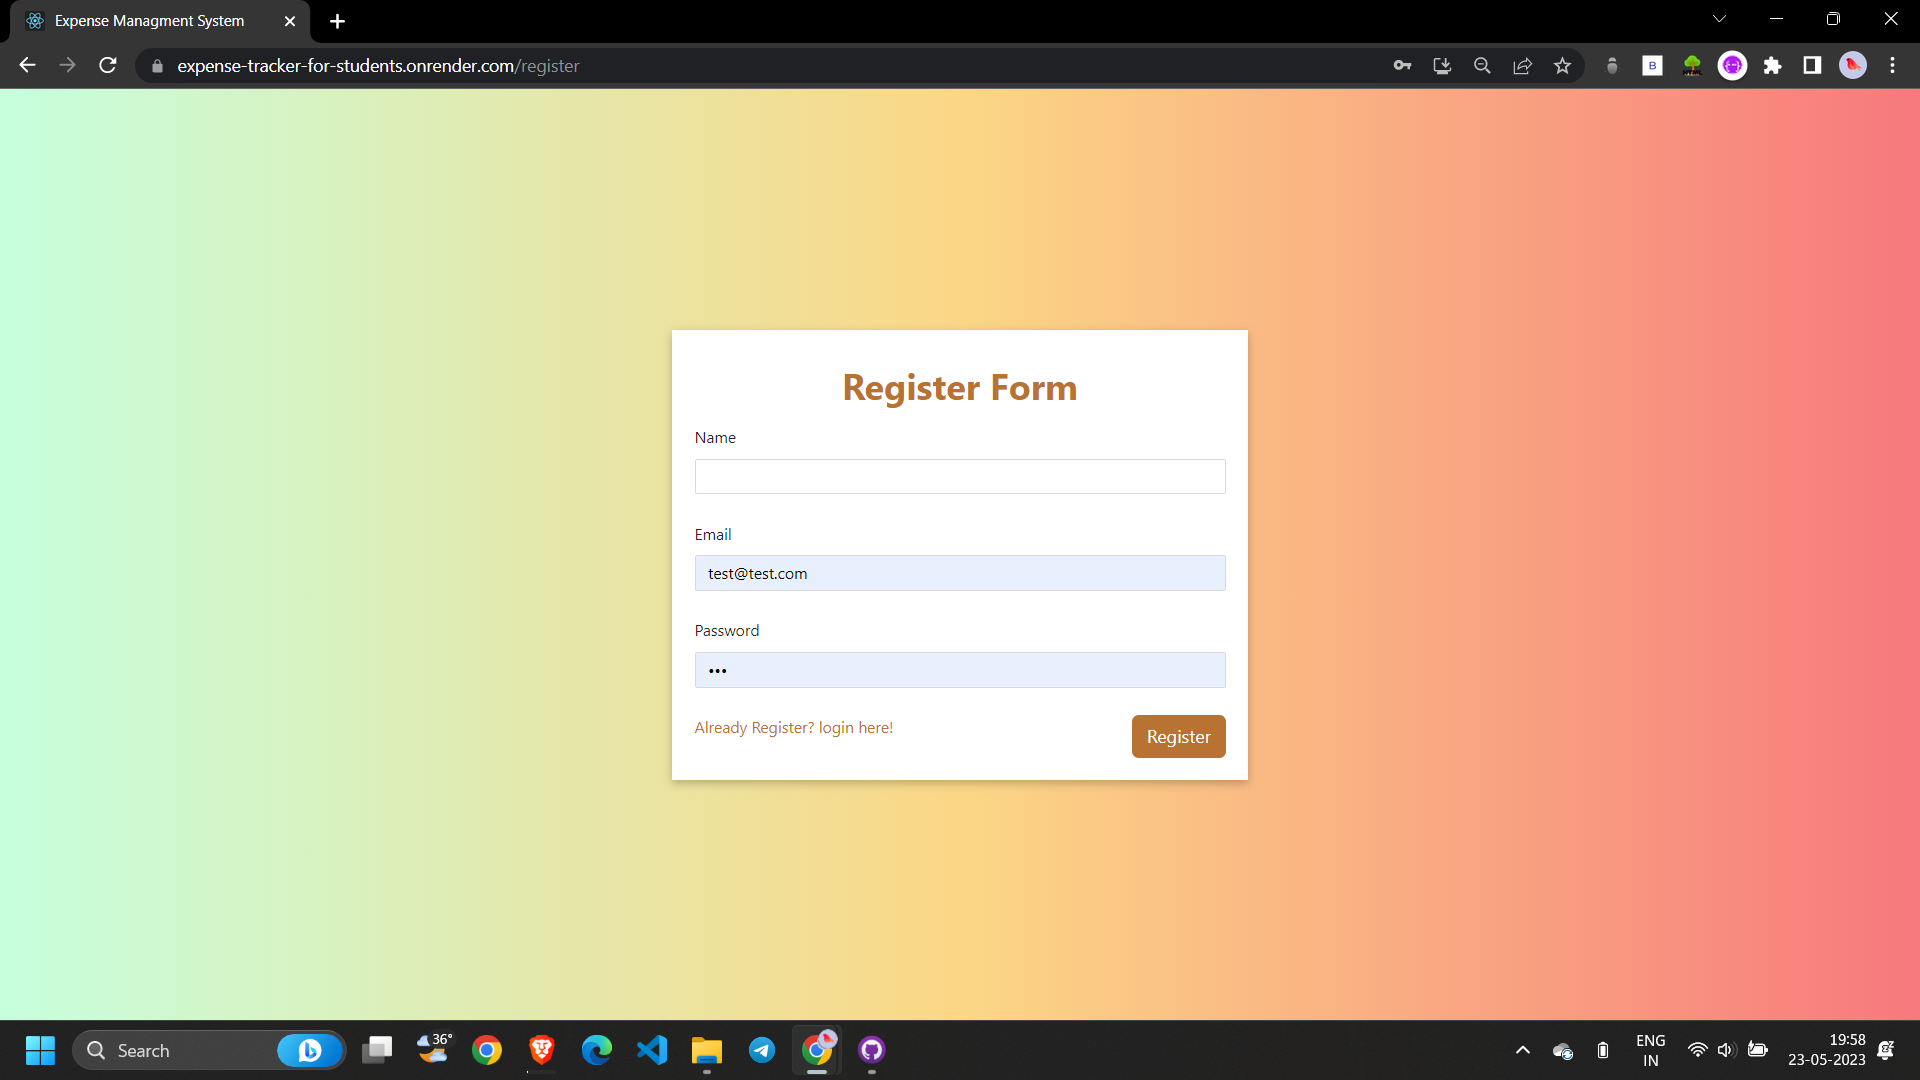 Expense Managment System
expense-tracker-for-students.onrender.com/register
B
Register Form
Name
Email
test@test.com
Password
•••
Already Register? login here!
Register
Search
36°
ENG
IN
19:58
23-05-2023